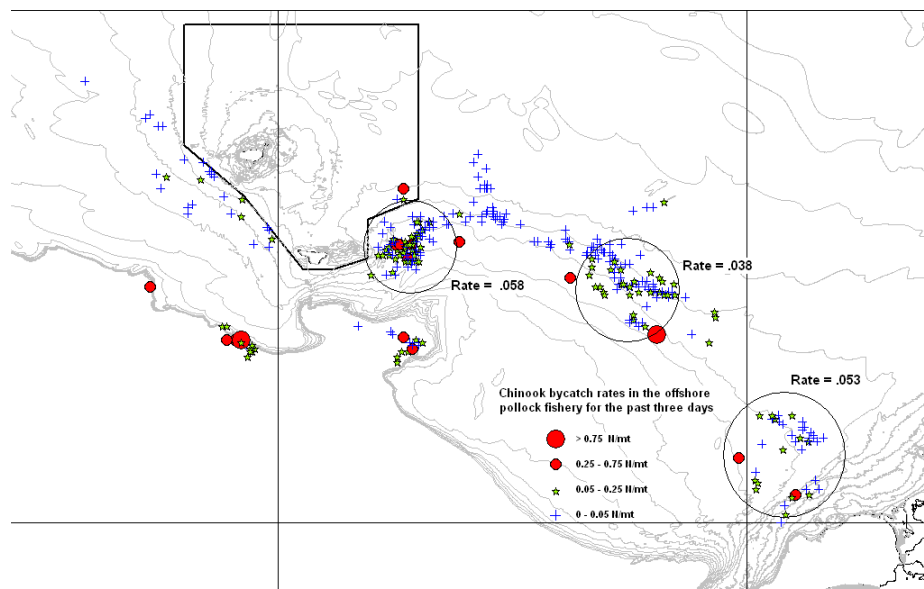 Rate = .058
Rate = .038
Rate = .053
Chinook bycatch rates in the offshore
pollock fishery for the past three days
> 0.75 N/mt
0.25 - 0.75 N/mt
0.05 - 0.25 N/mt
0 - 0.05 N/mt